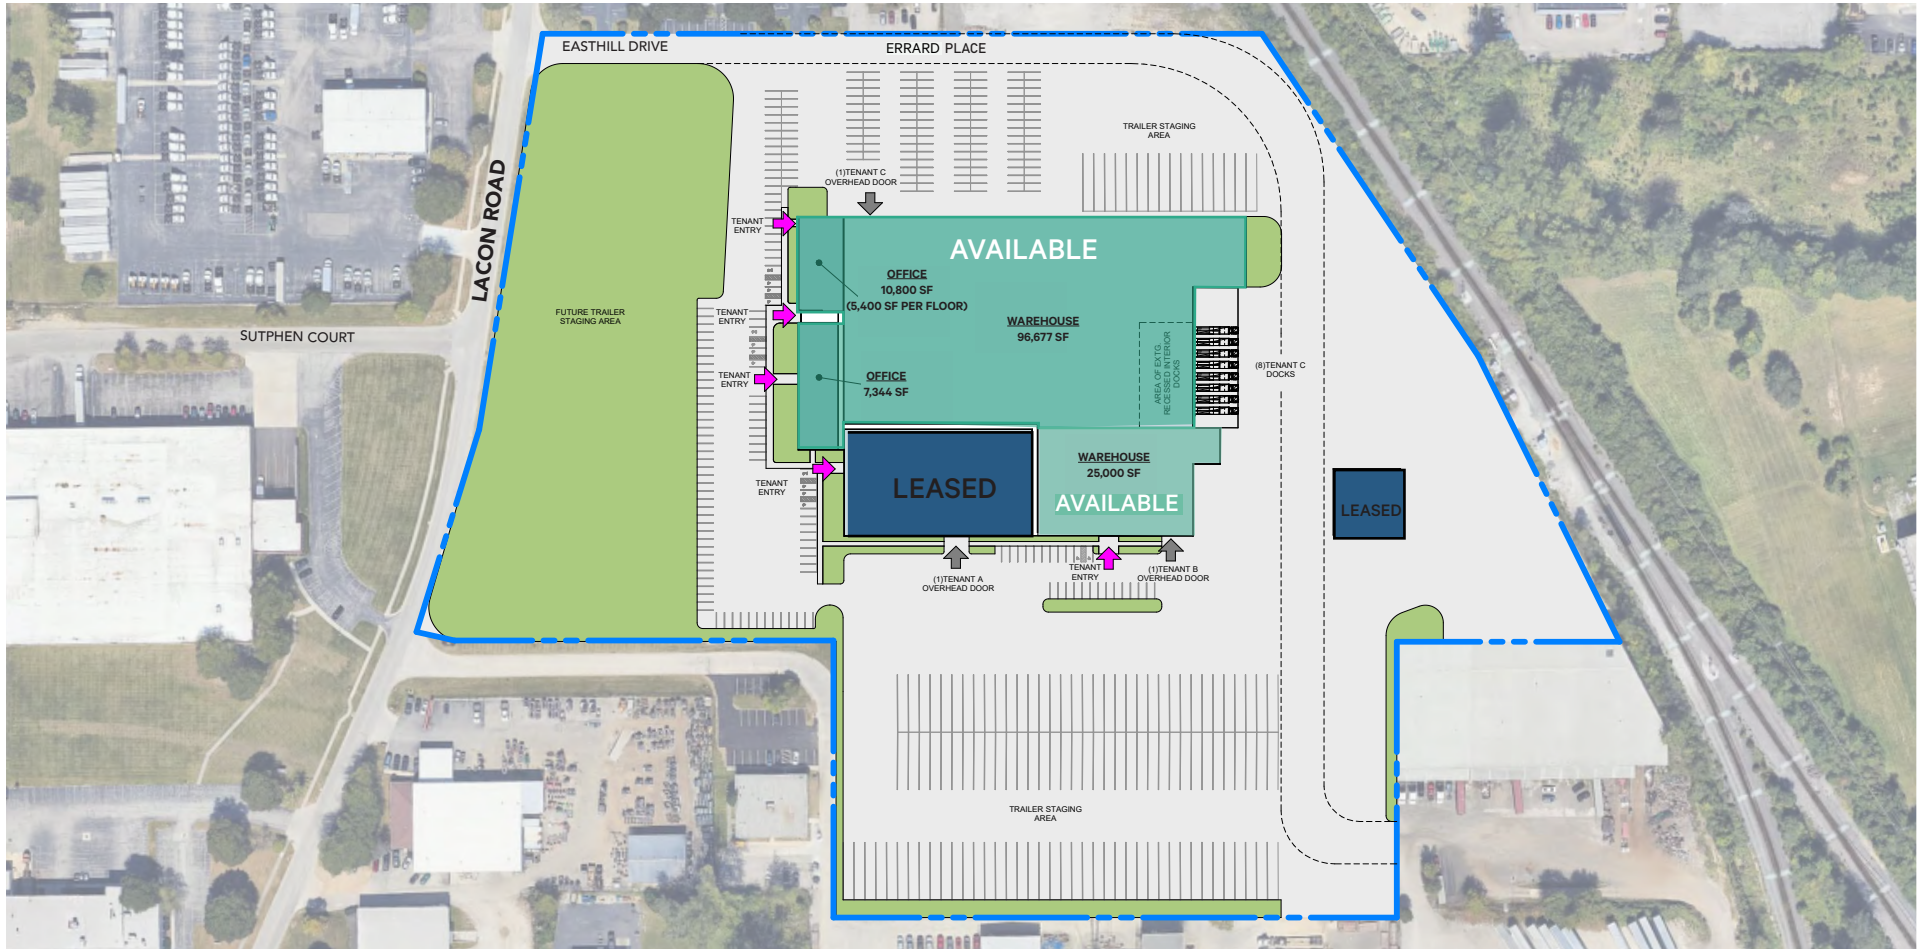 EASTHILL DRIVE
ERRARD PLACE
TRAILER STAGING
AREA
(1)TENANT C
OVERHEAD DOOR
LACON ROAD
TENANT
ENTRY
AVAILABLE
OFFICE
10,800 SF
(5,400 SF PER FLOOR)
FUTURE TRAILER
STAGING AREA
TENANT
ENTRY
WAREHOUSE
96,677 SF
SUTPHEN COURT
AREA OF EXTG.
RECESSED INTERIOR
DOCKS
(8)TENANT C
DOCKS
TENANT
ENTRY
OFFICE
7,344 SF
WAREHOUSE
25,000 SF
AVAILABLE
LEASED
LEASED
TENANT
ENTRY
(1)TENANT A
OVERHEAD DOOR
TENANT
ENTRY
(1)TENANT B
OVERHEAD DOOR
TRAILER STAGING
AREA